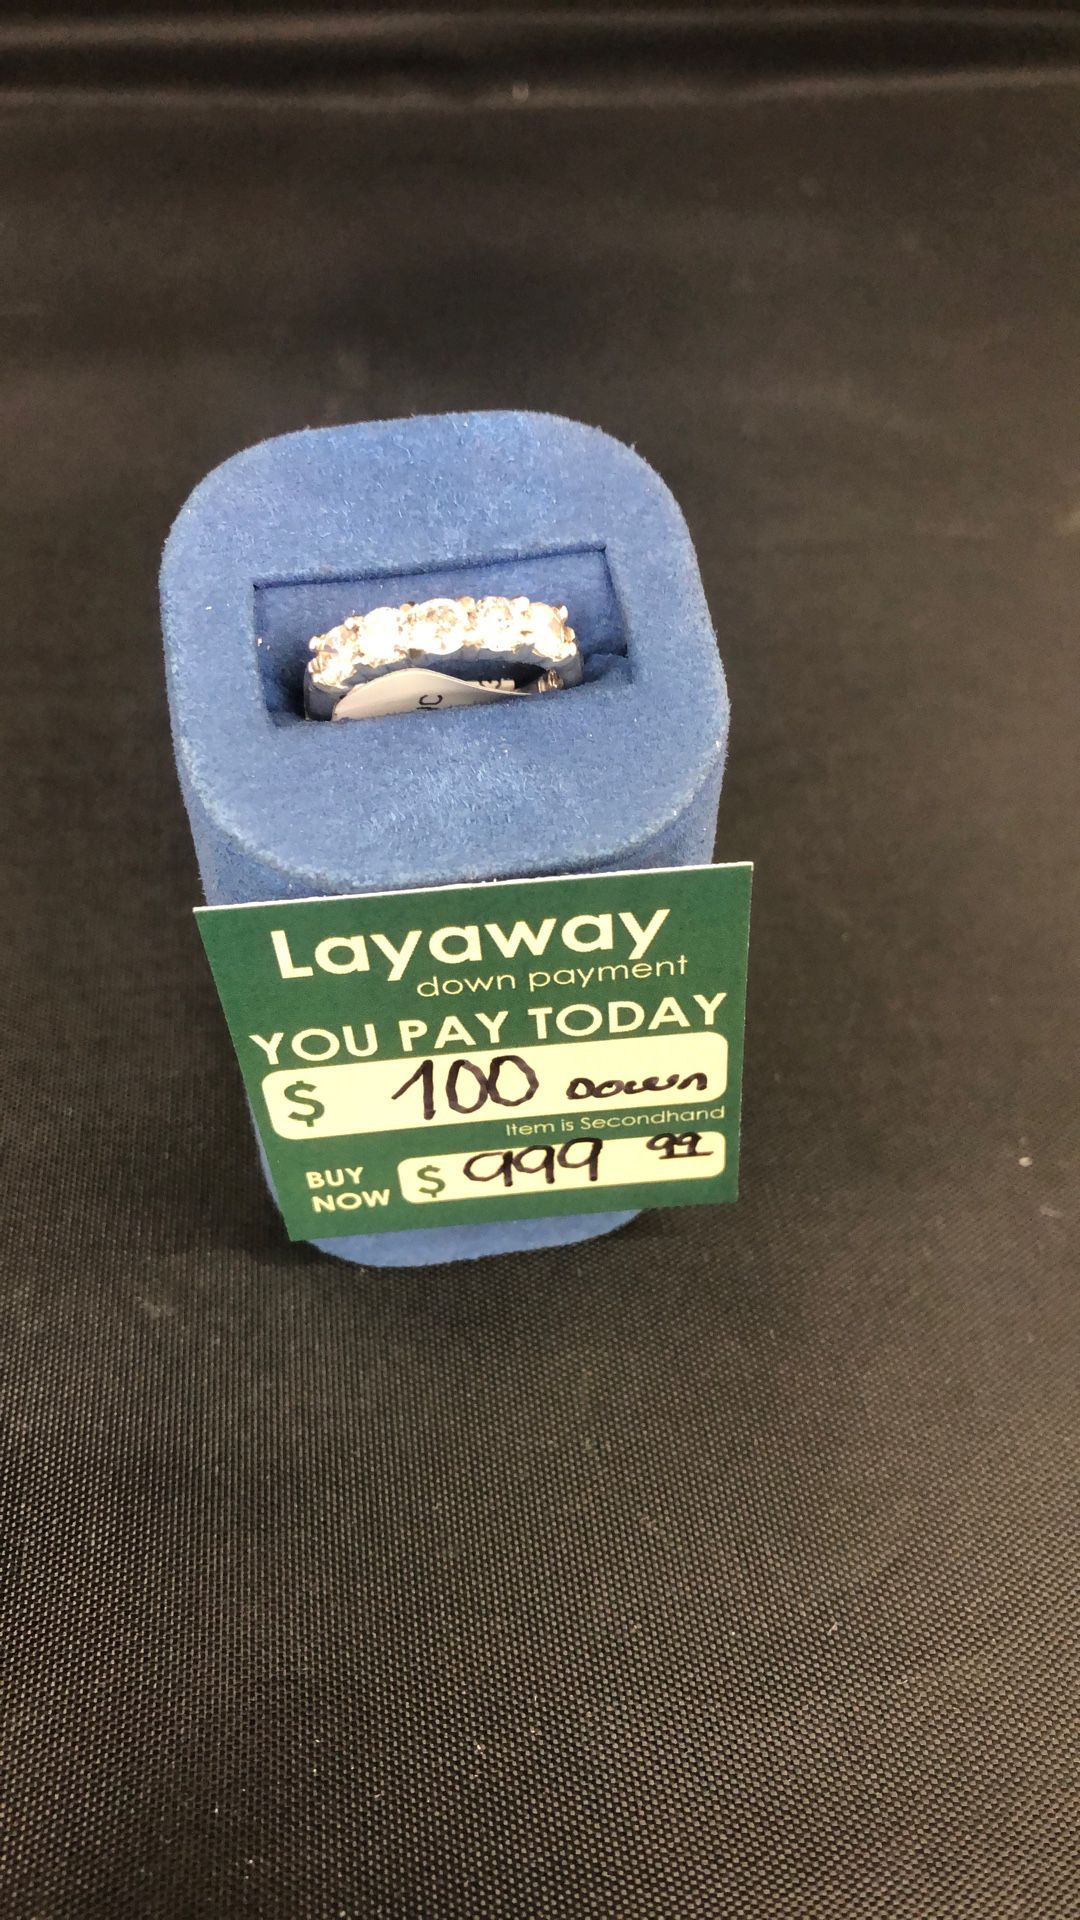 Layaway
down payment
YOU PAY TODAY
$ 100 Down
Item is Secondhand
BUY NOW $ 999 99